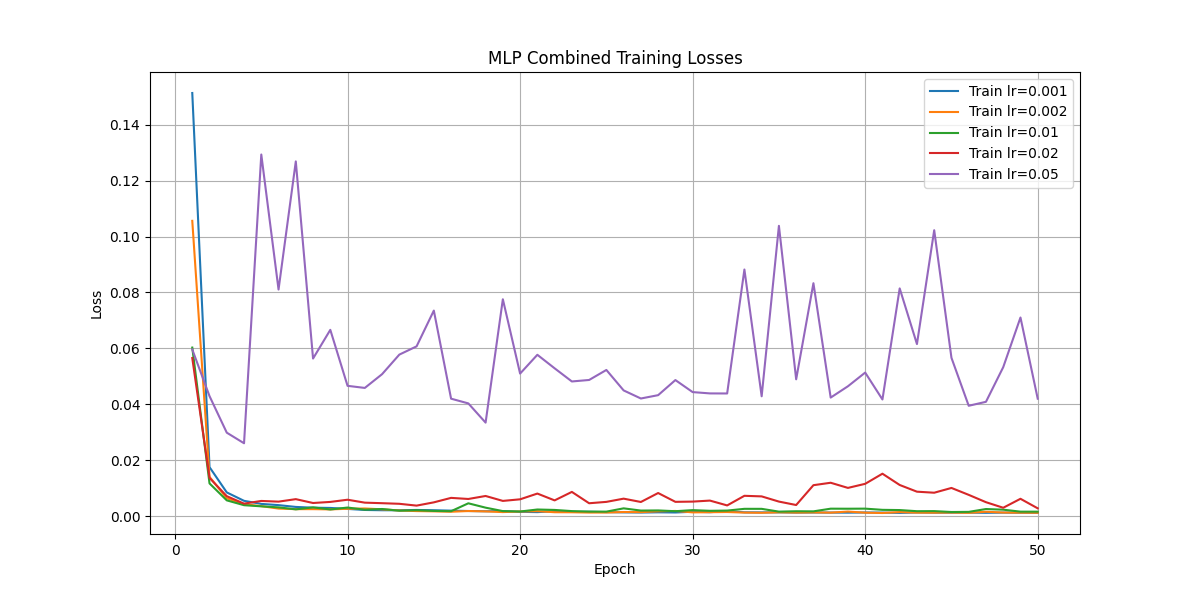 MLP Combined Training Losses
Train lr=0.001
Train lr=0.002
Train lr=0.01
Train lr=0.02
Train lr=0.05
0.14
0.12
0.10
0.08
0.06
0.04
0.02
0.00
Loss
0 10 20 30 40 50
Epoch